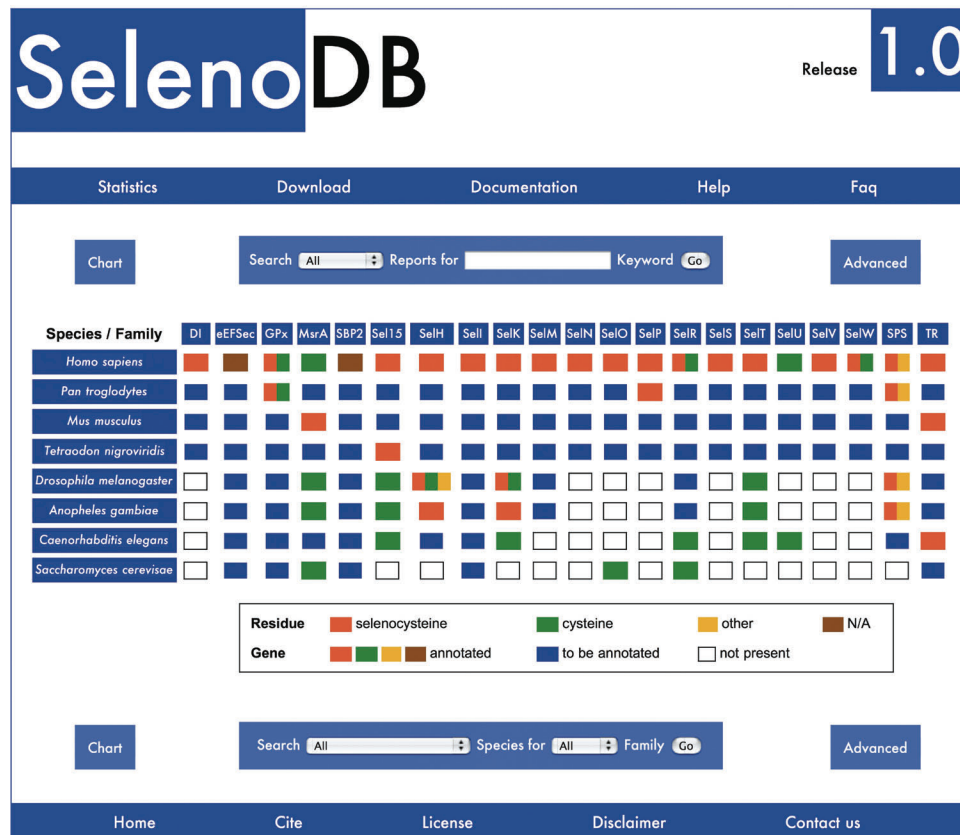 SelenoDB
Release 1.0
Statistics Download Documentation Help Faq
Chart Search All Reports for Keyword Go Advanced
Species / Family DI eEFSec GPx MsrA SBP2 Sel15 SelH SelI SelK SelM SelN SelO SelP SelR SelS SelT SelU SelV SelW SPS TR
Homo sapiens
Pan troglodytes
Mus musculus
Tetraodon nigroviridis
Drosophila melanogaster
Anopheles gambiae
Caenorhabditis elegans
Saccharomyces cerevisae
Residue selenocysteine cysteine other N/A
Gene annotated to be annotated not present
Chart Search All Species for All Family Go Advanced
Home Cite License Disclaimer Contact us